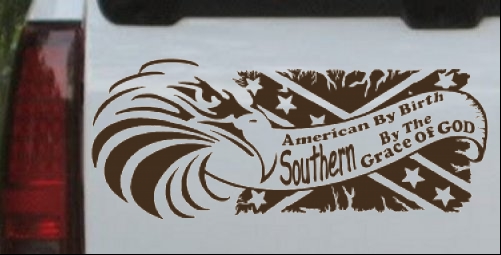 American By Birth
Southern By The
Grace Of GOD